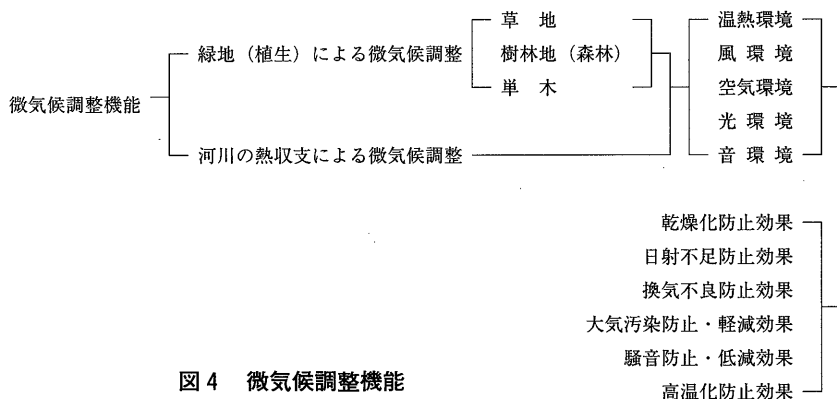 草 地
温熱環境
緑地（植生）による微気候調整
樹林地（森林）
風 環 境
単 木
空気環境
微気候調整機能
光 環 境
河川の熱収支による微気候調整
音 環 境
乾燥化防止効果
日射不足防止効果
換気不良防止効果
大気汚染防止・軽減効果
騒音防止・低減効果
高温化防止効果
図4 微気候調整機能